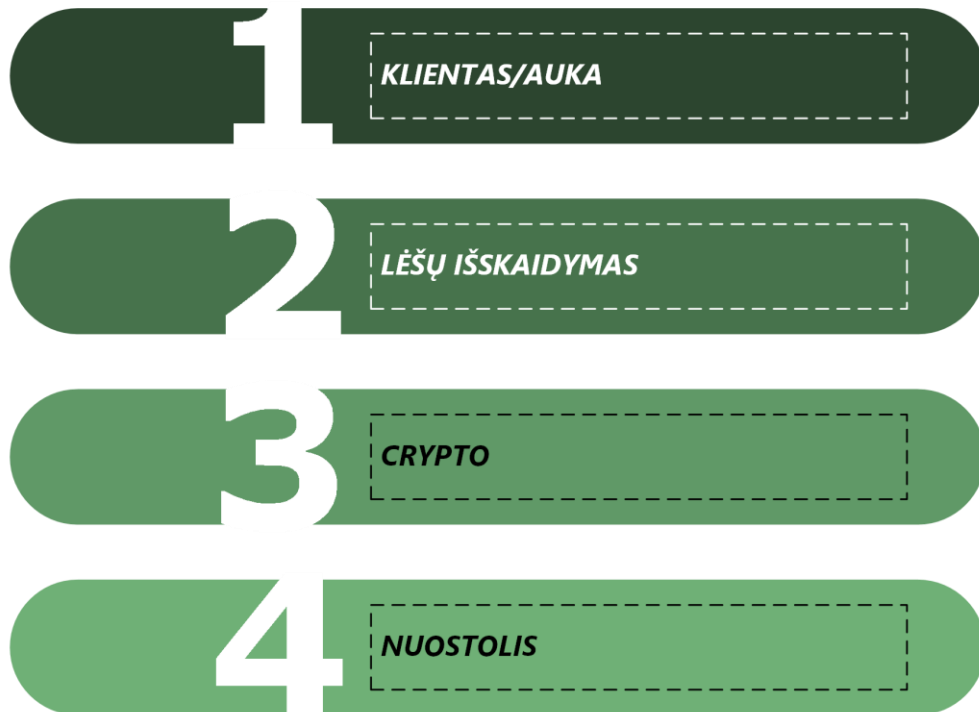 1
KLIENTAS/AUKA
2
LĖŠŲ IŠSKAIDYMAS
3
CRYPTO
4
NUOSTOLIS